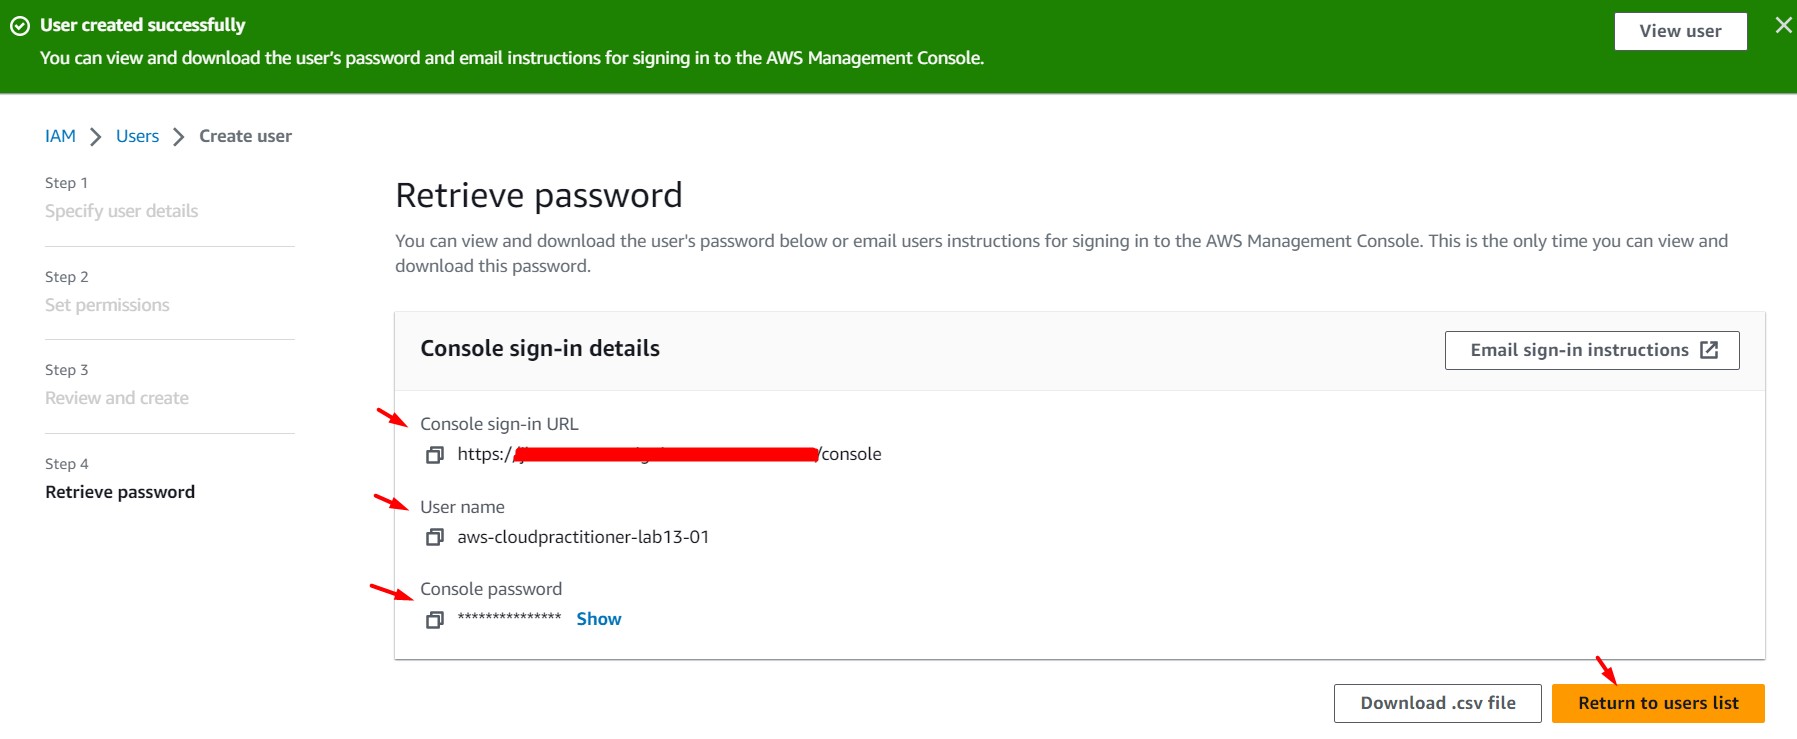 User created successfully
View user
You can view and download the user's password and email instructions for signing in to the AWS Management Console.
IAM > Users > Create user
Step 1
Specify user details
Step 2
Set permissions
Step 3
Review and create
Step 4
Retrieve password
Retrieve password
You can view and download the user's password below or email users instructions for signing in to the AWS Management Console. This is the only time you can view and
download this password.
Console sign-in details
Email sign-in instructions
Console sign-in URL
https:/ /console
User name
aws-cloudpractitioner-lab13-01
Console password
*************** Show
Download .csv file
Return to users list